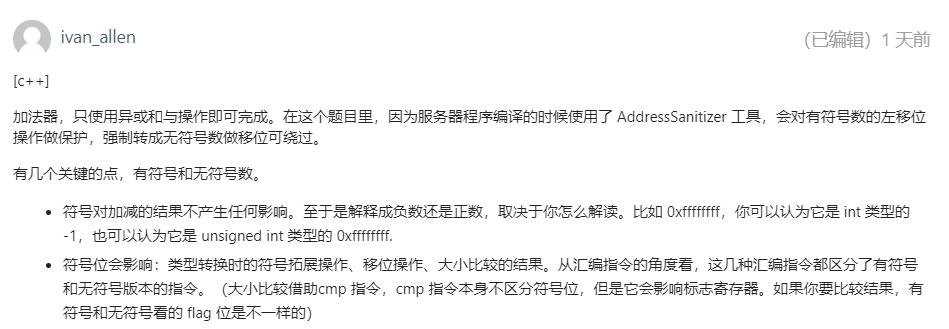 ivan_allen
(已编辑) 1 天前
[c++]
加法器，只使用异或和与操作即可完成。在这个题目里，因为服务器程序编译的时候使用了 AddressSanitizer 工具，会对有符号数的左移位
操作做保护，强制转成无符号数做移位可绕过。
有几个关键的点，有符号和无符号数。
• 符号对加减的结果不产生任何影响。至于是解释成负数还是正数，取决于你怎么解读。比如 0xffffffff，你可以认为它是 int 类型的
-1，也可以认为它是 unsigned int 类型的 0xffffffff.
• 符号位会影响：类型转换时的符号拓展操作、移位操作、大小比较的结果。从汇编指令的角度看，这几种汇编指令都区分了有符号
和无符号版本的指令。（大小比较借助cmp 指令，cmp 指令本身不区分符号位，但是它会影响标志寄存器。如果你要比较结果，有
符号和无符号看的 flag 位是不一样的）